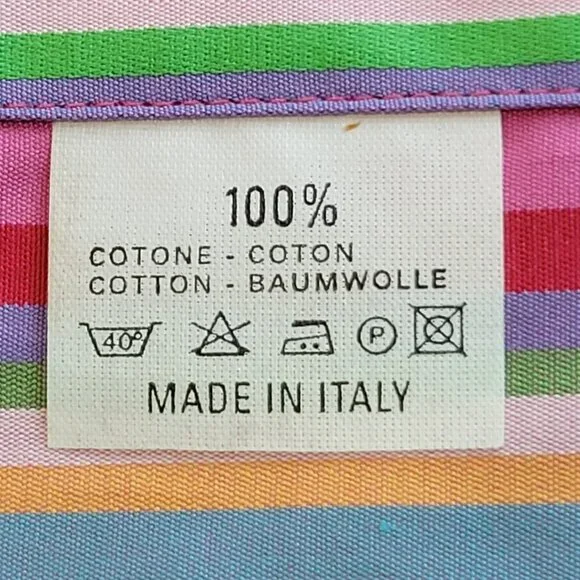 100%
COTONE - COTON
COTTON - BAUMWOLLE
40° P
MADE IN ITALY